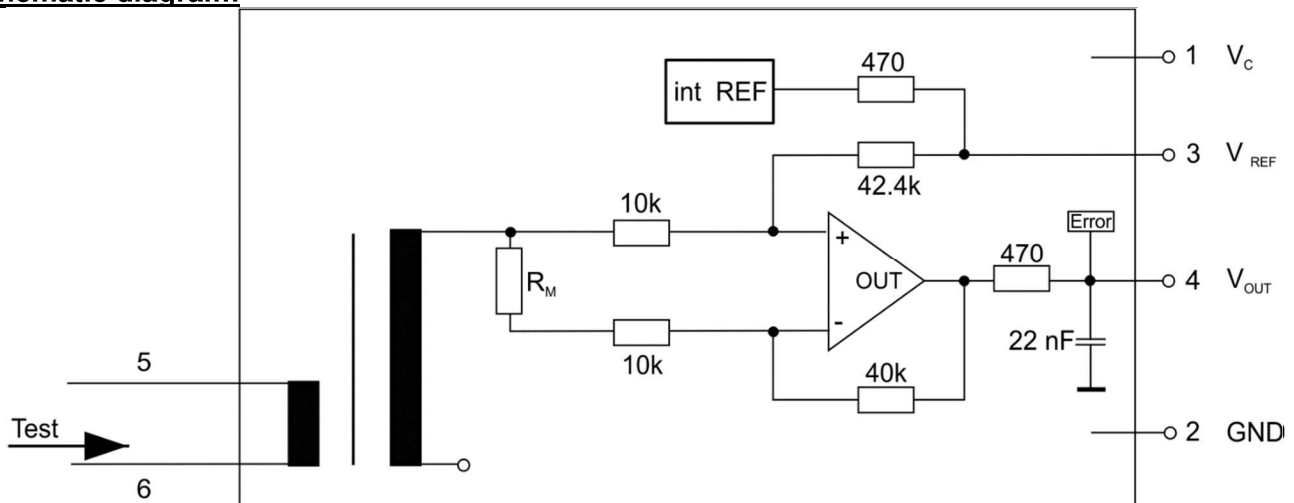 470
1 V_C
int REF
3 V_REF
42.4k
10k
Error
+
470
R_M
OUT
4 V_OUT
-
22 nF
10k
5
40k
Test
2 GND
6